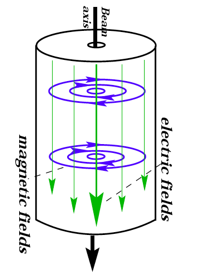 Beam
axis
electric fields
magnetic fields